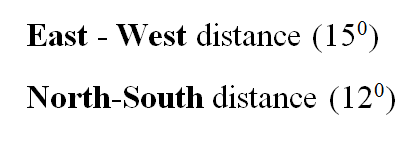 East - West distance (15⁰)
North-South distance (12⁰)